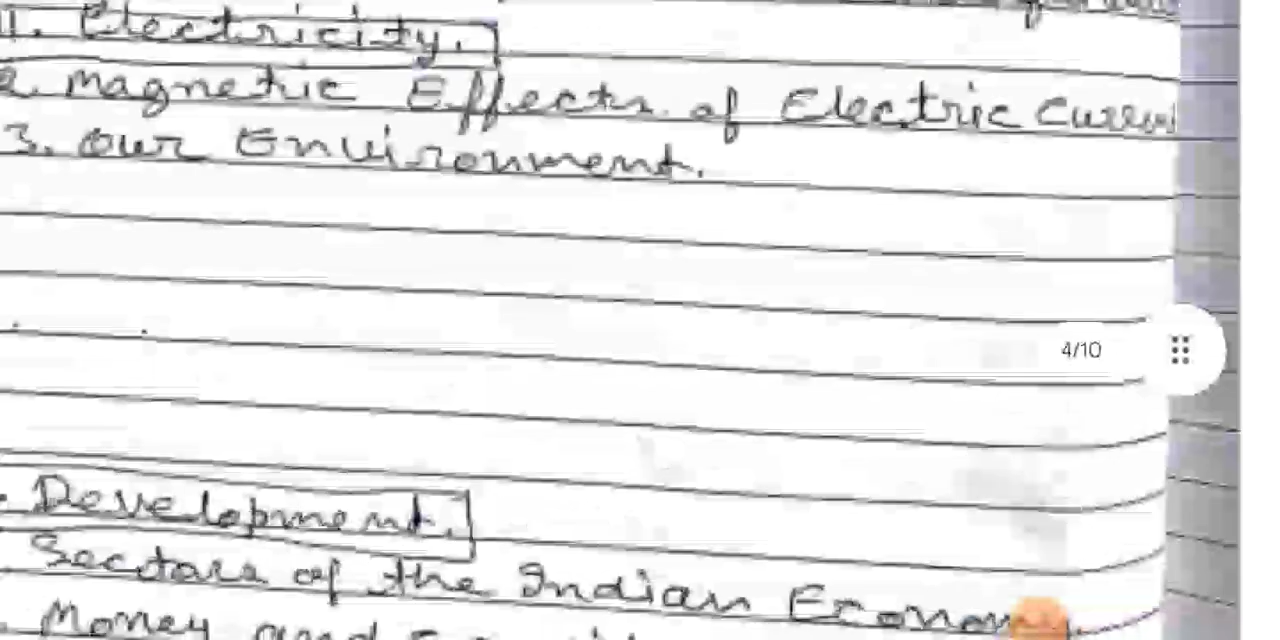 1. Electricity.
2. Magnetic Effects of Electric
3. Our Environment.
4/10
Development.
Sectors of the Indian
Money and